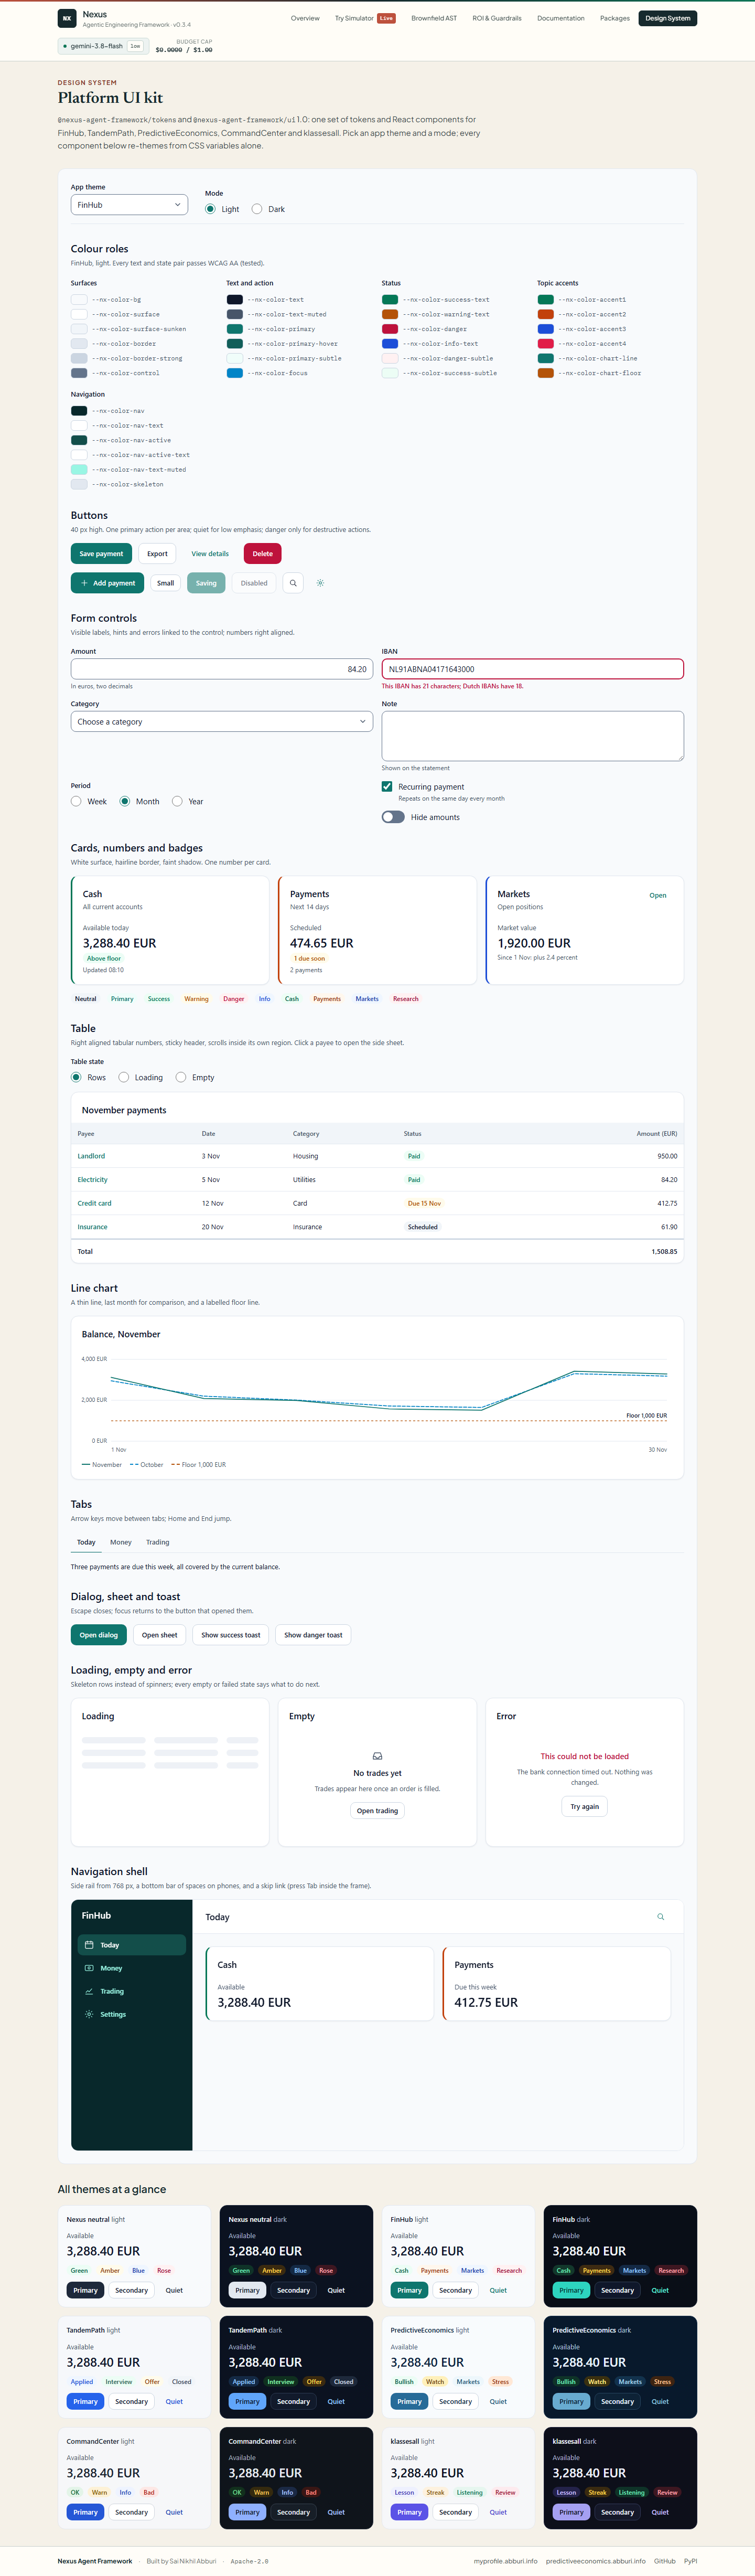 NX
Nexus
Agentic Engineering Framework · v0.3.4
Overview
Try Simulator Live
Brownfield AST
ROI & Guardrails
Documentation
Packages
Design System
gemini-3.8-flash low
BUDGET CAP
$0.0000 / $1.00
DESIGN SYSTEM
Platform UI kit
@nexus-agent-framework/tokens and @nexus-agent-framework/ui 1.0: one set of tokens and React components for
FinHub, TandemPath, PredictiveEconomics, CommandCenter and klassesall. Pick an app theme and a mode; every
component below re-themes from CSS variables alone.
App theme
FinHub
Mode
Light
Dark
Colour roles
FinHub, light. Every text and state pair passes WCAG AA (tested).
Surfaces
--nx-color-bg
--nx-color-surface
--nx-color-surface-sunken
--nx-color-border
--nx-color-border-strong
--nx-color-control
Text and action
--nx-color-text
--nx-color-text-muted
--nx-color-primary
--nx-color-primary-hover
--nx-color-primary-subtle
--nx-color-focus
Status
--nx-color-success-text
--nx-color-warning-text
--nx-color-danger
--nx-color-info-text
--nx-color-danger-subtle
--nx-color-success-subtle
Topic accents
--nx-color-accent1
--nx-color-accent2
--nx-color-accent3
--nx-color-accent4
--nx-color-chart-line
--nx-color-chart-floor
Navigation
--nx-color-nav
--nx-color-nav-text
--nx-color-nav-active
--nx-color-nav-active-text
--nx-color-nav-text-muted
--nx-color-skeleton
Buttons
40 px high. One primary action per area; quiet for low emphasis; danger only for destructive actions.
Save payment
Export
View details
Delete
Add payment
Small
Saving
Disabled
Form controls
Visible labels, hints and errors linked to the control; numbers right aligned.
Amount
84.20
In euros, two decimals
IBAN
NL91ABNA04171643000
This IBAN has 21 characters; Dutch IBANs have 18.
Category
Choose a category
Note
Shown on the statement
Period
Week
Month
Year
Recurring payment
Repeats on the same day every month
Hide amounts
Cards, numbers and badges
White surface, hairline border, faint shadow. One number per card.
Cash
All current accounts
Available today
3,288.40 EUR
Above floor
Updated 08:10
Payments
Next 14 days
Scheduled
474.65 EUR
1 due soon
2 payments
Markets
Open
Open positions
Market value
1,920.00 EUR
Since 1 Nov: plus 2.4 percent
Neutral Primary Success Warning Danger Info Cash Payments Markets Research
Table
Right aligned tabular numbers, sticky header, scrolls inside its own region. Click a payee to open the side sheet.
Table state
Rows
Loading
Empty
November payments
Payee Date Category Status Amount (EUR)
Landlord 3 Nov Housing Paid 950.00
Electricity 5 Nov Utilities Paid 84.20
Credit card 12 Nov Card Due 15 Nov 412.75
Insurance 20 Nov Insurance Scheduled 61.90
Total 1,508.85
Line chart
A thin line, last month for comparison, and a labelled floor line.
Balance, November
4,000 EUR
2,000 EUR
Floor 1,000 EUR
0 EUR
1 Nov
30 Nov
November October Floor 1,000 EUR
Tabs
Arrow keys move between tabs; Home and End jump.
Today Money Trading
Three payments are due this week, all covered by the current balance.
Dialog, sheet and toast
Escape closes; focus returns to the button that opened them.
Open dialog
Open sheet
Show success toast
Show danger toast
Loading, empty and error
Skeleton rows instead of spinners; every empty or failed state says what to do next.
Loading
Empty
No trades yet
Trades appear here once an order is filled.
Open trading
Error
This could not be loaded
The bank connection timed out. Nothing was
changed.
Try again
Navigation shell
Side rail from 768 px, a bottom bar of spaces on phones, and a skip link (press Tab inside the frame).
FinHub
Today
Money
Trading
Settings
Today
Cash
Available
3,288.40 EUR
Payments
Due this week
412.75 EUR
All themes at a glance
Nexus neutral light
Available
3,288.40 EUR
Green Amber Blue Rose
Primary Secondary Quiet
Nexus neutral dark
Available
3,288.40 EUR
Green Amber Blue Rose
Primary Secondary Quiet
FinHub light
Available
3,288.40 EUR
Cash Payments Markets Research
Primary Secondary Quiet
FinHub dark
Available
3,288.40 EUR
Cash Payments Markets Research
Primary Secondary Quiet
TandemPath light
Available
3,288.40 EUR
Applied Interview Offer Closed
Primary Secondary Quiet
TandemPath dark
Available
3,288.40 EUR
Applied Interview Offer Closed
Primary Secondary Quiet
PredictiveEconomics light
Available
3,288.40 EUR
Bullish Watch Markets Stress
Primary Secondary Quiet
PredictiveEconomics dark
Available
3,288.40 EUR
Bullish Watch Markets Stress
Primary Secondary Quiet
CommandCenter light
Available
3,288.40 EUR
OK Warn Info Bad
Primary Secondary Quiet
CommandCenter dark
Available
3,288.40 EUR
OK Warn Info Bad
Primary Secondary Quiet
klassesall light
Available
3,288.40 EUR
Lesson Streak Listening Review
Primary Secondary Quiet
klassesall dark
Available
3,288.40 EUR
Lesson Streak Listening Review
Primary Secondary Quiet
Nexus Agent Framework · Built by Sai Nikhil Abburi · Apache-2.0
myprofile.abburi.info predictiveeconomics.abburi.info GitHub PyPI